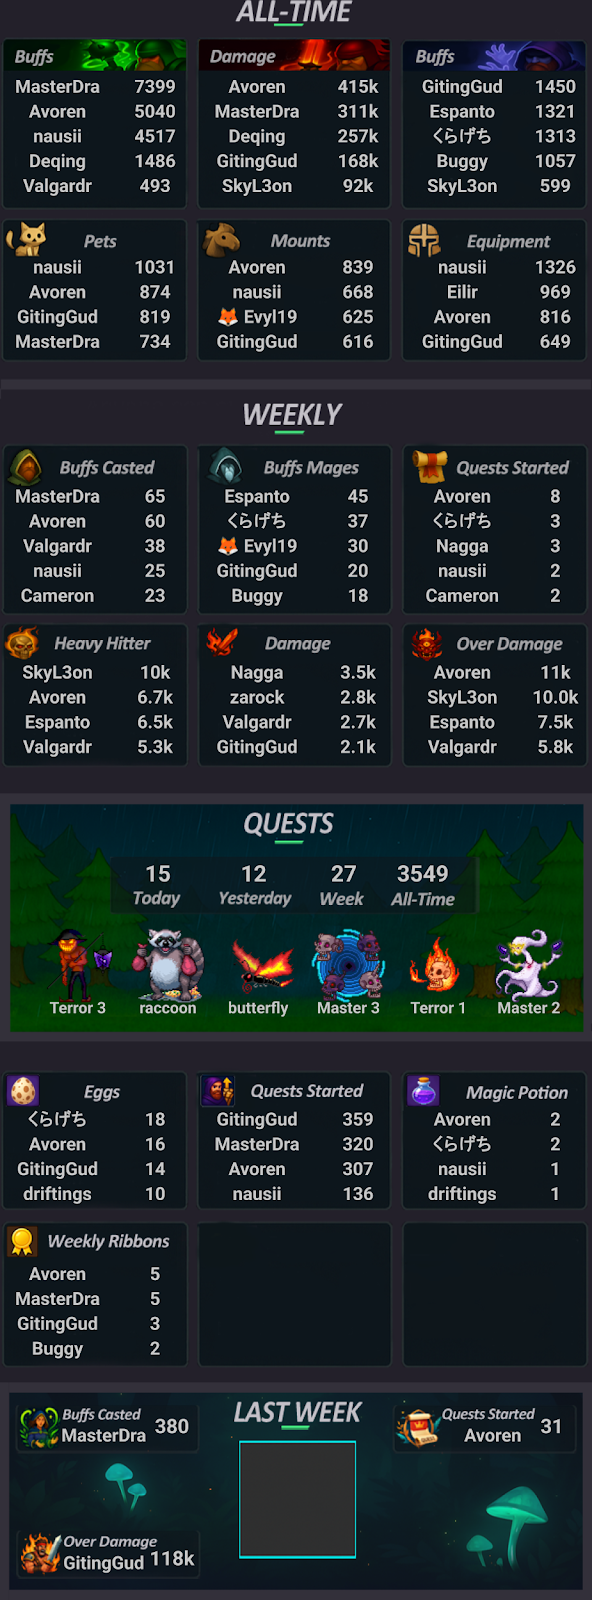 ALL-TIME
Buffs Damage Buffs
MasterDra 7399 Avoren 415k GitingGud 1450
Avoren 5040 MasterDra 311k Espanto 1321
nausii 4517 Deqing 257k くらげち 1313
Deqing 1486 GitingGud 168k Buggy 1057
Valgardr 493 SkyL3on 92k SkyL3on 599
Pets Mounts Equipment
nausii 1031 Avoren 839 nausii 1326
Avoren 874 nausii 668 Eilir 969
GitingGud 819 🦊 Evyl19 625 Avoren 816
MasterDra 734 GitingGud 616 GitingGud 649
WEEKLY
Buffs Casted Buffs Mages Quests Started
MasterDra 65 Espanto 45 Avoren 8
Avoren 60 くらげち 37 くらげち 3
Valgardr 38 🦊 Evyl19 30 Nagga 3
nausii 25 GitingGud 20 nausii 2
Cameron 23 Buggy 18 Cameron 2
Heavy Hitter Damage Over Damage
SkyL3on 10k Nagga 3.5k Avoren 11k
Avoren 6.7k zarock 2.8k SkyL3on 10.0k
Espanto 6.5k Valgardr 2.7k Espanto 7.5k
Valgardr 5.3k GitingGud 2.1k Valgardr 5.8k
QUESTS
15 12 27 3549
Today Yesterday Week All-Time
Terror 3 raccoon butterfly Master 3 Terror 1 Master 2
Eggs Quests Started Magic Potion
くらげち 18 GitingGud 359 Avoren 2
Avoren 16 MasterDra 320 くらげち 2
GitingGud 14 Avoren 307 nausii 1
driftings 10 nausii 136 driftings 1
Weekly Ribbons
Avoren 5
MasterDra 5
GitingGud 3
Buggy 2
LAST WEEK
Buffs Casted
MasterDra 380
Quests Started
Avoren 31
Over Damage
GitingGud 118k